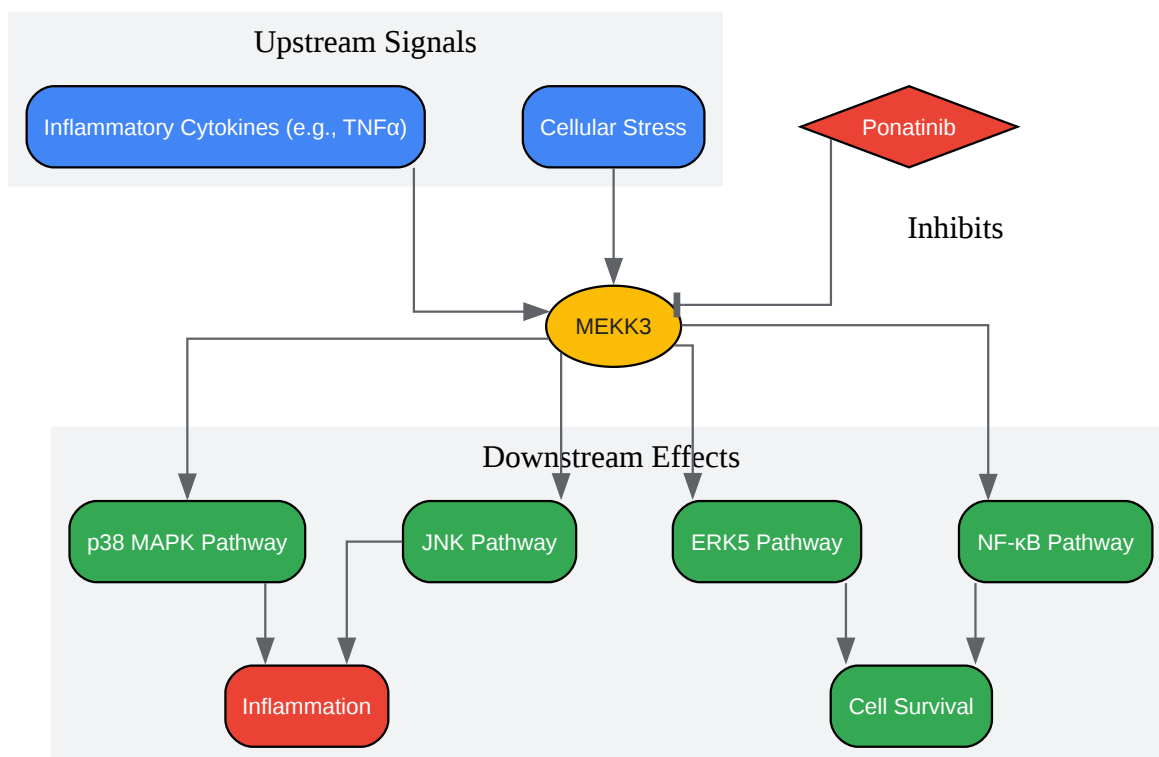 Upstream Signals
Inflammatory Cytokines (e.g., TNFα)
Cellular Stress
Ponatinib
Inhibits
MEKK3
Downstream Effects
p38 MAPK Pathway
JNK Pathway
ERK5 Pathway
NF-κB Pathway
Inflammation
Cell Survival